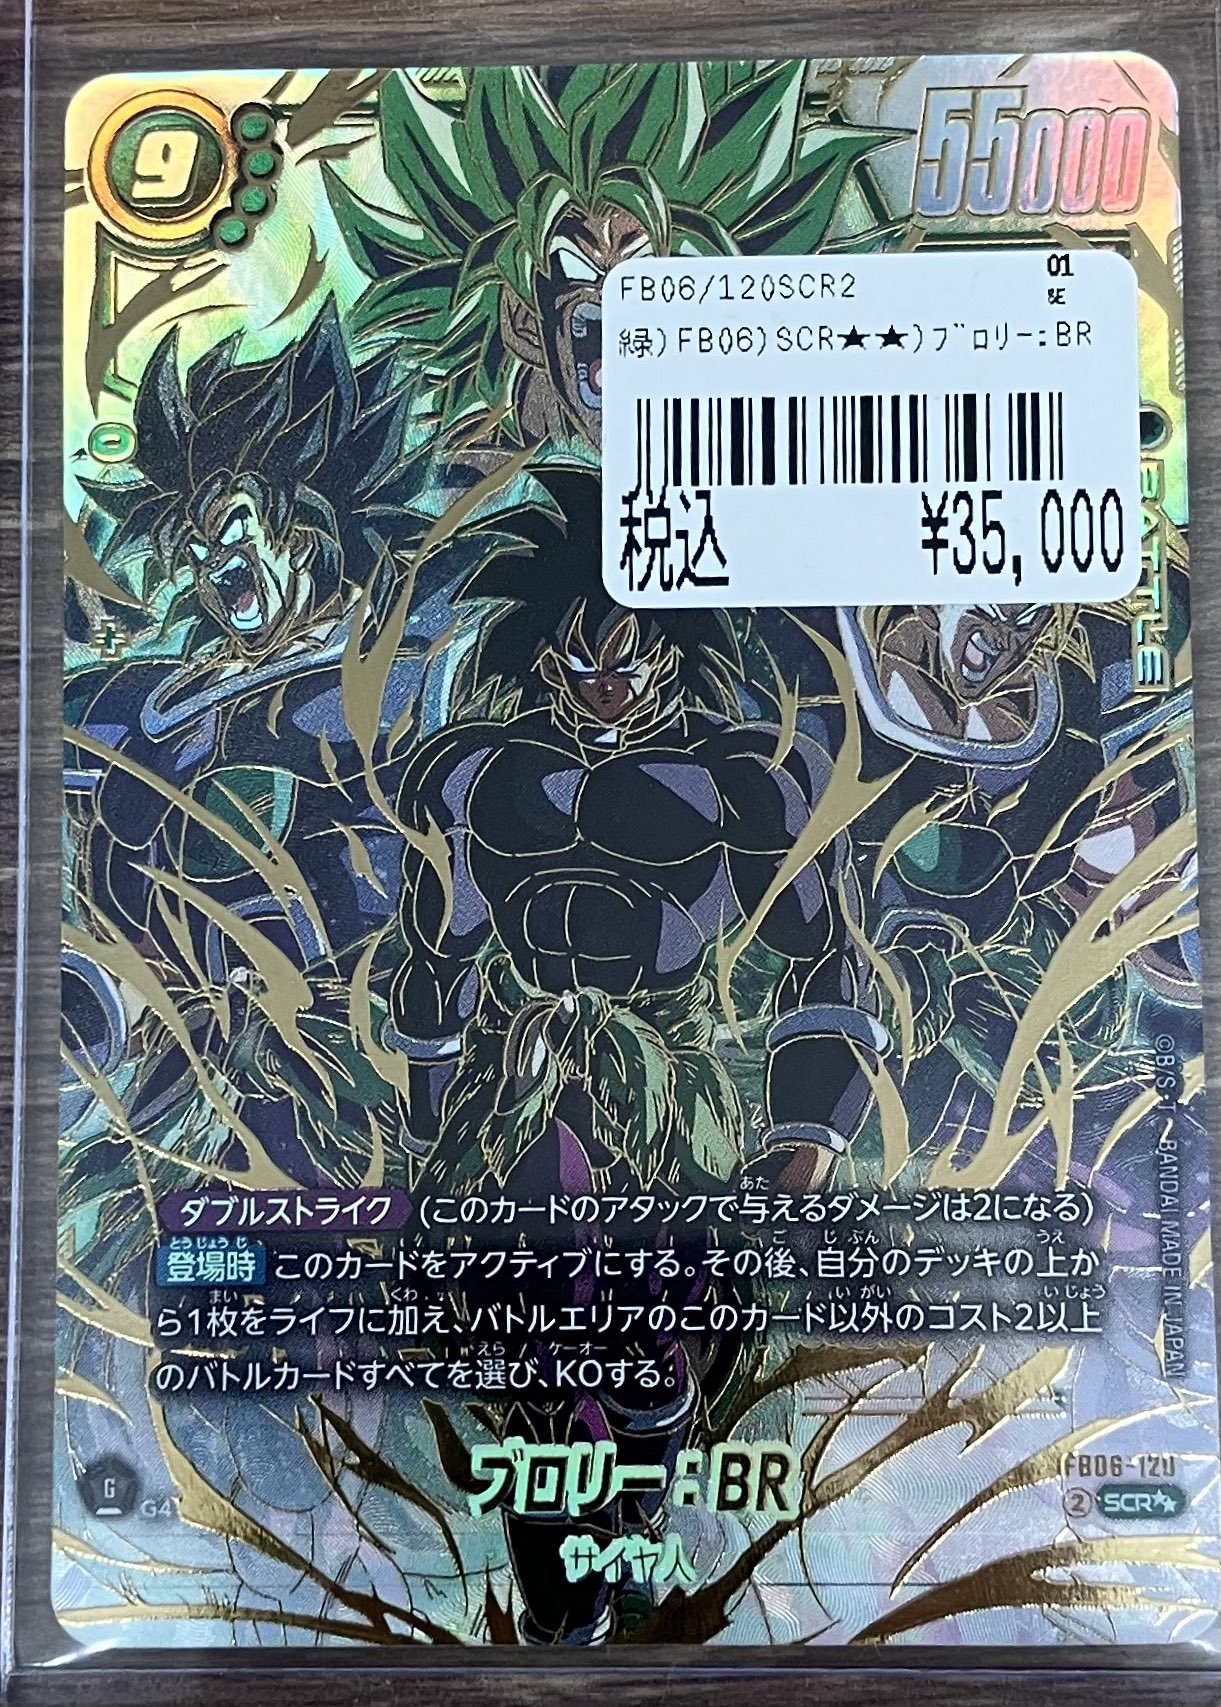 9
55000
FB06/120SCR2
01
&E
緑)FB06)SCR★★)ブロリー:BR
税込 ¥35,000
0
BATTLE
ダブルストライク (このカードのアタックで与えるダメージは2になる)
登場時 このカードをアクティブにする。その後、自分のデッキの上か
ら1枚をライフに加え、バトルエリアのこのカード以外のコスト2以上
のバトルカードすべてを選び、KOする。
ブロリー:BR
サイヤ人
G
G4
FB06-120
② SCR★★
©B/S・T BANDAI MADE IN JAPAN